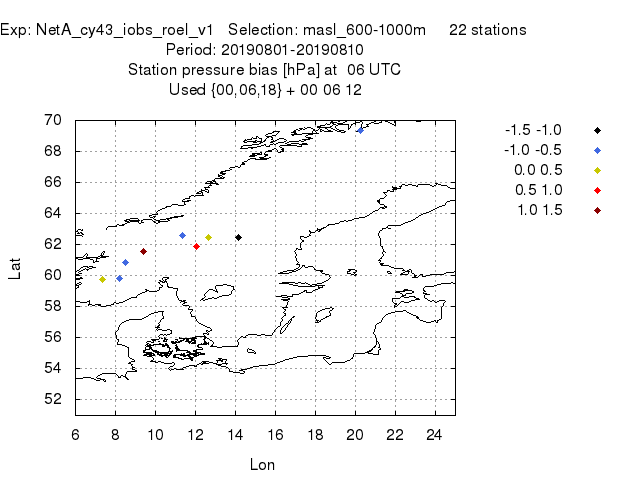 Exp: NetA_cy43_iobs_roel_v1   Selection: masl_600-1000m     22 stations
Period: 20190801-20190810
Station pressure bias [hPa] at  06 UTC
Used {00,06,18} + 00 06 12
70
68
66
64
62
60
58
56
54
52
Lat
6 8 10 12 14 16 18 20 22 24
Lon
-1.5 -1.0
-1.0 -0.5
0.0 0.5
0.5 1.0
1.0 1.5